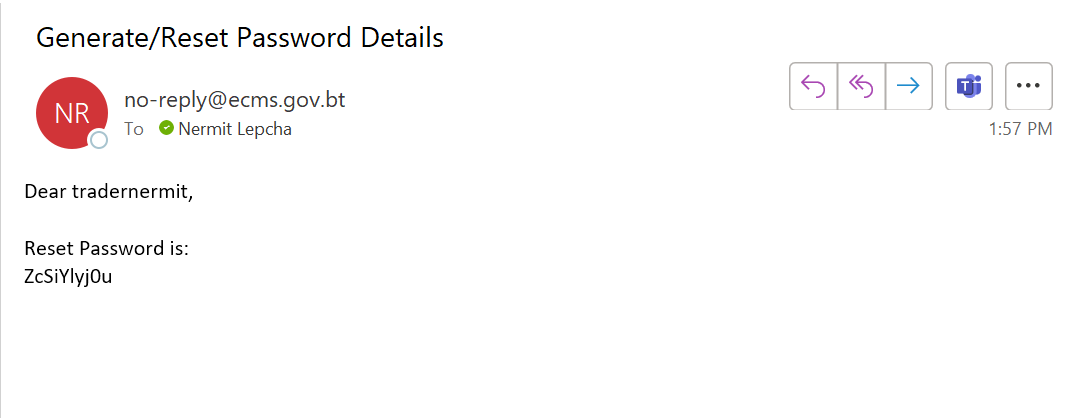 Generate/Reset Password Details
NR
no-reply@ecms.gov.bt
To Nermit Lepcha
1:57 PM
Dear tradernermit,
Reset Password is:
ZcSiYlyj0u